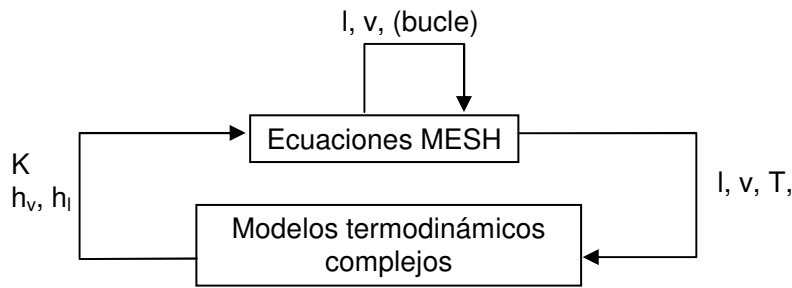 l, v, (bucle)
Ecuaciones MESH
K
hᵥ, hₗ
l, v, T,
Modelos termodinámicos
complejos